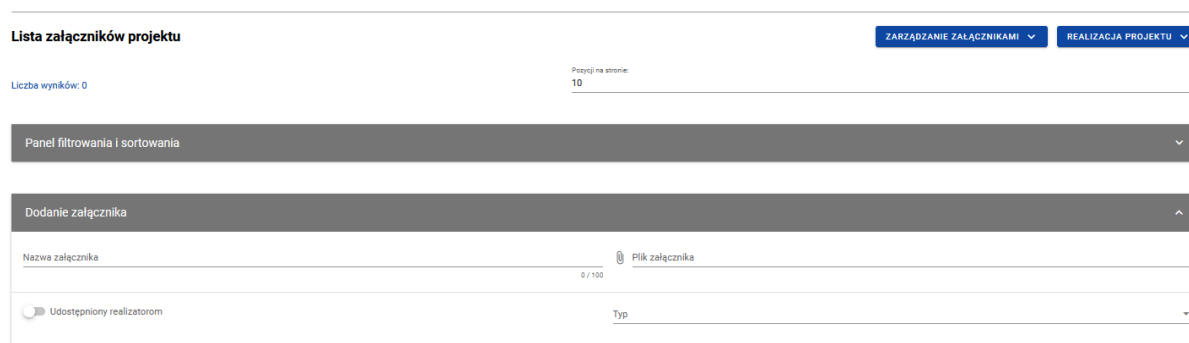 Lista załączników projektu
ZARZĄDZANIE ZAŁĄCZNIKAMI
REALIZACJA PROJEKTU
Liczba wyników: 0
Pozycji na stronie:
10
Panel filtrowania i sortowania
Dodanie załącznika
Nazwa załącznika
Plik załącznika
0 / 100
Udostępniony realizatorom
Typ